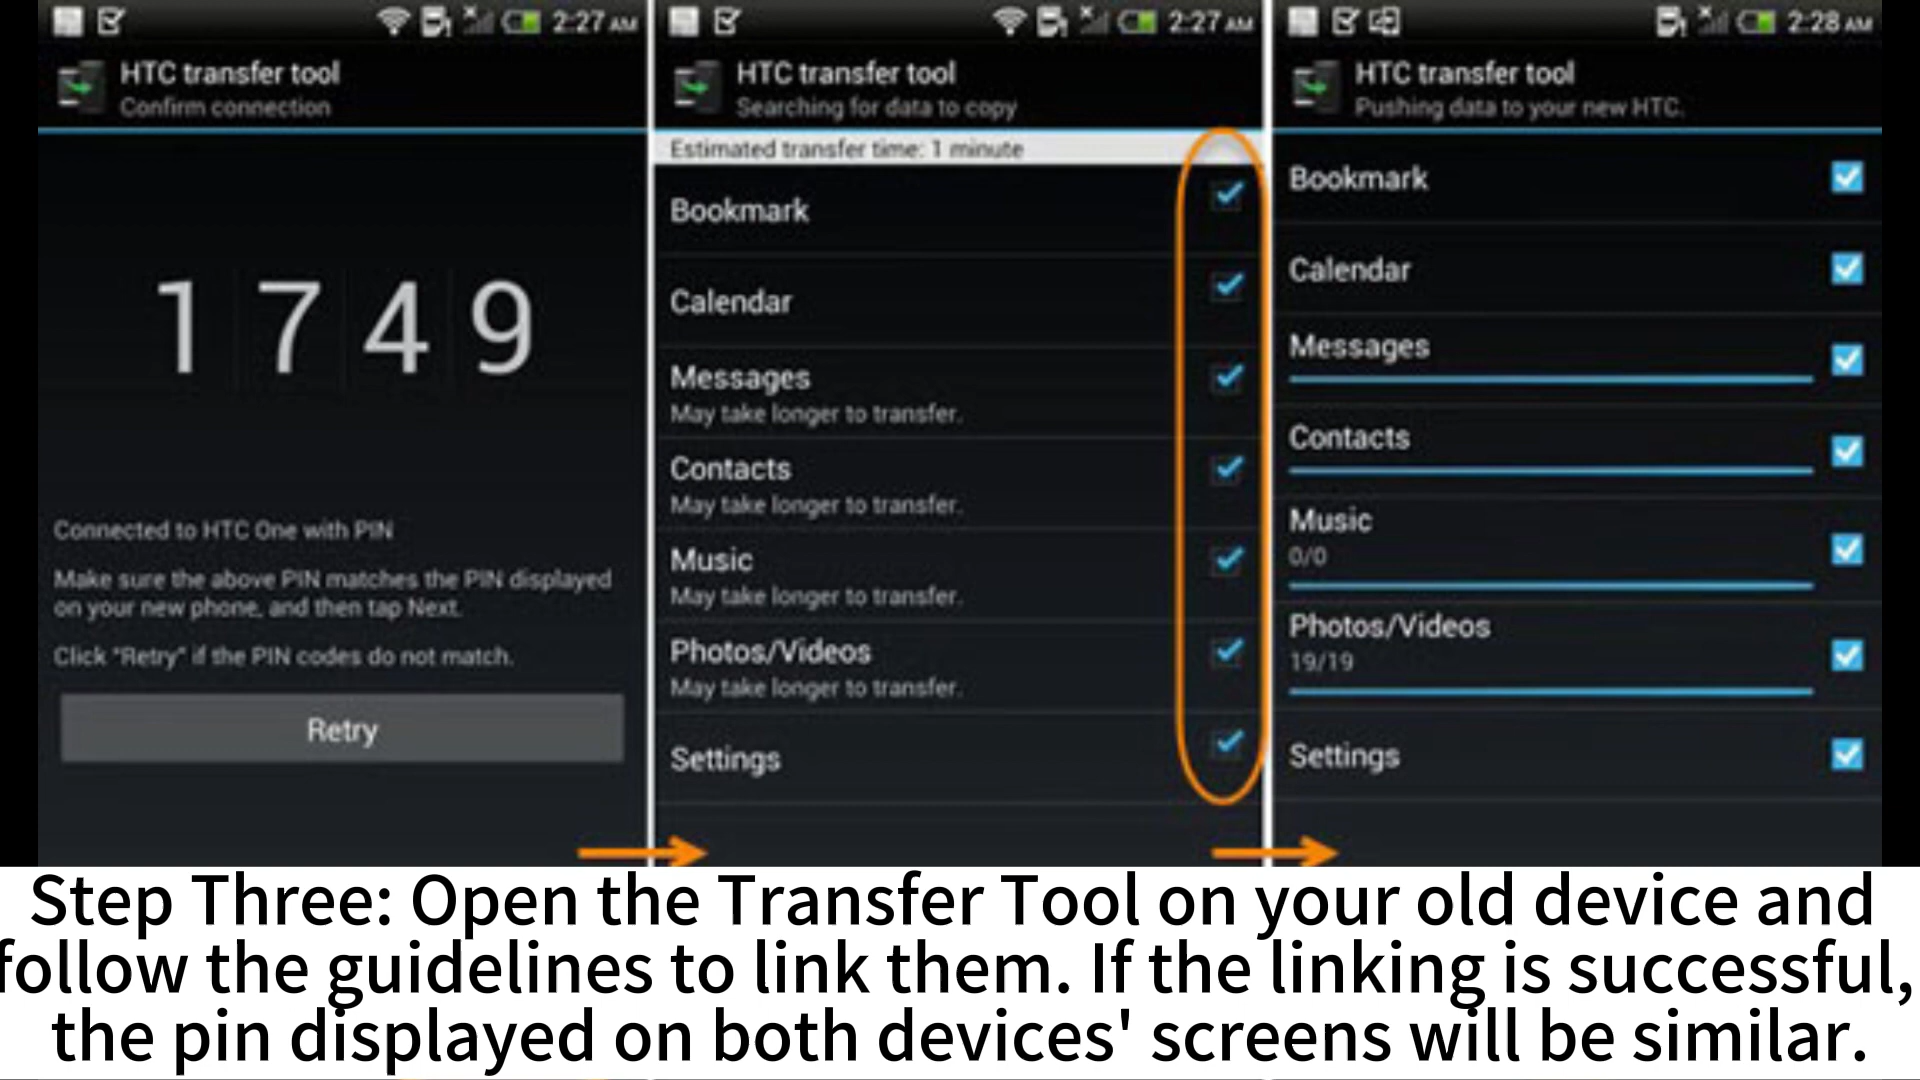 2:27 AM
HTC transfer tool
Confirm connection
1749
Connected to HTC One with PIN
Make sure the above PIN matches the PIN displayed
on your new phone, and then tap Next.
Click "Retry" if the PIN codes do not match.
Retry
2:27 AM
HTC transfer tool
Searching for data to copy
Estimated transfer time: 1 minute
Bookmark
Calendar
Messages
May take longer to transfer.
Contacts
May take longer to transfer.
Music
May take longer to transfer.
Photos/Videos
May take longer to transfer.
Settings
2:28 AM
HTC transfer tool
Pushing data to your new HTC.
Bookmark
Calendar
Messages
Contacts
Music
0/0
Photos/Videos
19/19
Settings
Step Three: Open the Transfer Tool on your old device and
follow the guidelines to link them. If the linking is successful,
the pin displayed on both devices' screens will be similar.